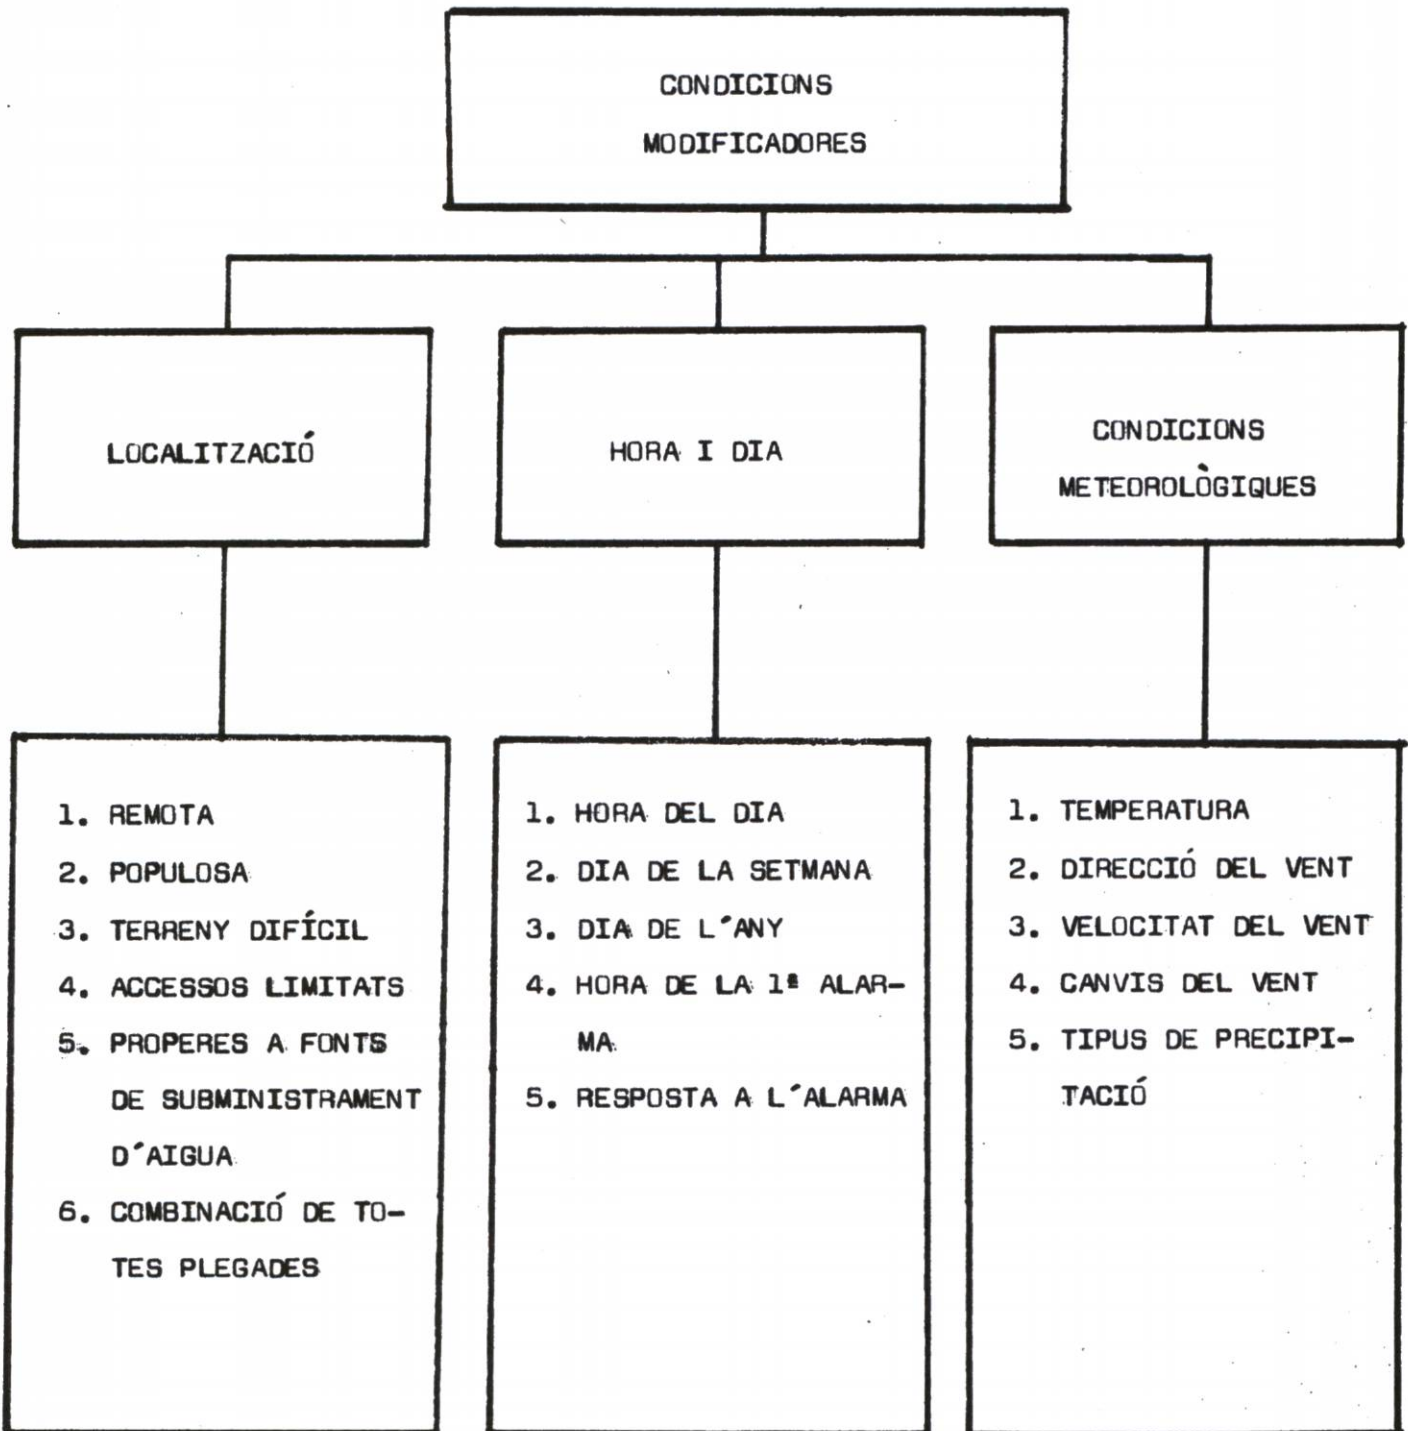 CONDICIONS
MODIFICADORES
LOCALITZACIÓ
HORA I DIA
CONDICIONS
METEOROLÒGIQUES
1. REMOTA
2. POPULOSA
3. TERRENY DIFÍCIL
4. ACCESSOS LIMITATS
5. PROPERES A FONTS
DE SUBMINISTRAMENT
D´AIGUA
6. COMBINACIÓ DE TO-
TES PLEGADES
1. HORA DEL DIA
2. DIA DE LA SETMANA
3. DIA DE L´ANY
4. HORA DE LA 1ª ALAR-
MA
5. RESPOSTA A L´ALARMA
1. TEMPERATURA
2. DIRECCIÓ DEL VENT
3. VELOCITAT DEL VENT
4. CANVIS DEL VENT
5. TIPUS DE PRECIPI-
TACIÓ